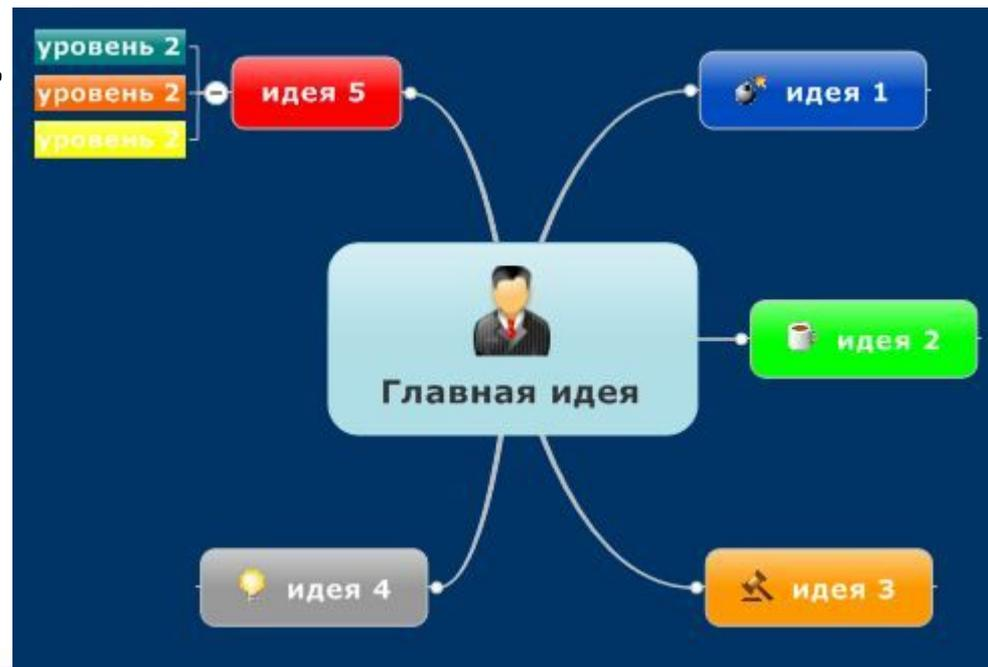 уровень 2
уровень 2
уровень 2
идея 5
идея 1
идея 2
Главная идея
идея 4
идея 3